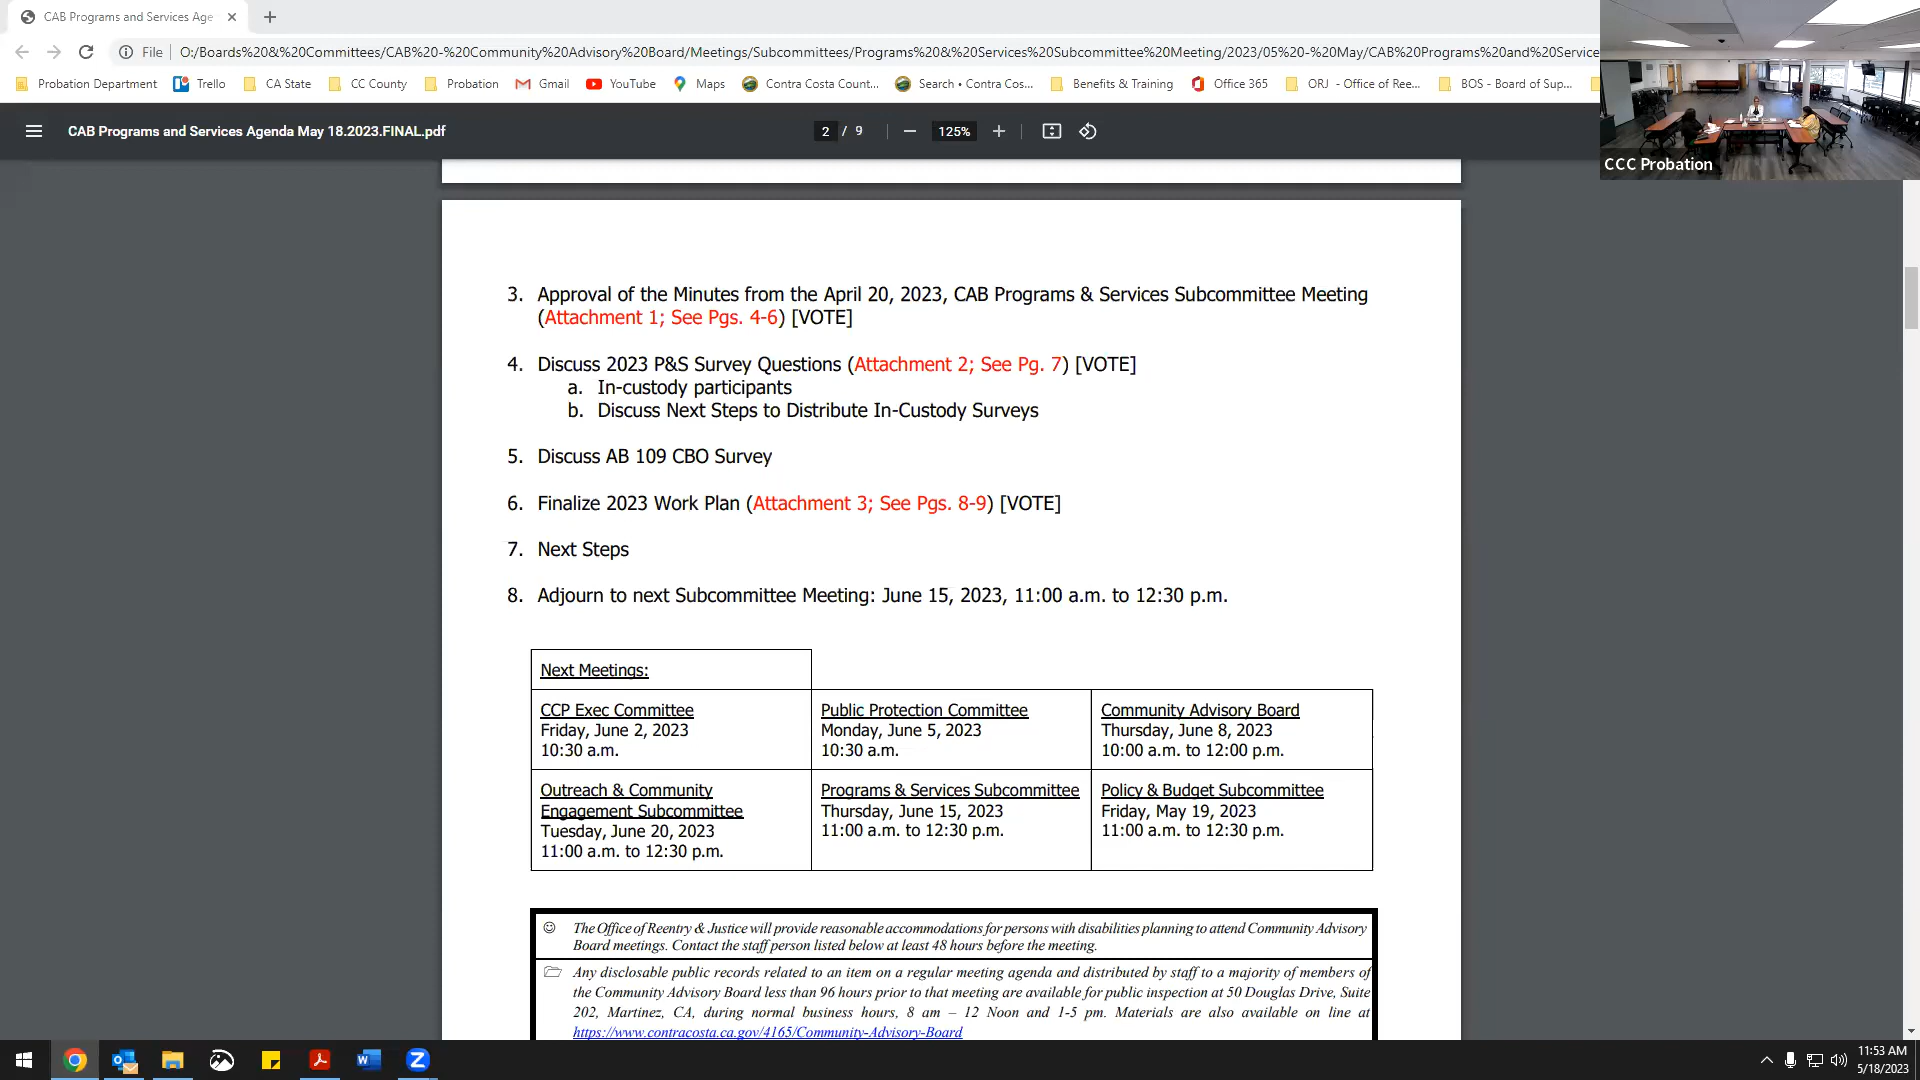 CAB Programs and Services Age
File
O:/Boards%20&%20Committees/CAB%20-%20Community%20Advisory%20Board/Meetings/Subcommittees/Programs%20&%20Services%20Subcommittee%20Meeting/2023/05%20-%20May/CAB%20Programs%20and%20Service
Probation Department
Trello
CA State
CC County
Probation
Gmail
YouTube
Maps
Contra Costa Count...
Search • Contra Cos...
Benefits & Training
Office 365
ORJ - Office of Ree...
BOS - Board of Sup...
CCC Probation
CAB Programs and Services Agenda May 18.2023.FINAL.pdf
2 / 9
125%
3. Approval of the Minutes from the April 20, 2023, CAB Programs & Services Subcommittee Meeting
(Attachment 1; See Pgs. 4-6) [VOTE]
4. Discuss 2023 P&S Survey Questions (Attachment 2; See Pg. 7) [VOTE]
a. In-custody participants
b. Discuss Next Steps to Distribute In-Custody Surveys
5. Discuss AB 109 CBO Survey
6. Finalize 2023 Work Plan (Attachment 3; See Pgs. 8-9) [VOTE]
7. Next Steps
8. Adjourn to next Subcommittee Meeting: June 15, 2023, 11:00 a.m. to 12:30 p.m.
Next Meetings:
CCP Exec Committee
Friday, June 2, 2023
10:30 a.m.
Public Protection Committee
Monday, June 5, 2023
10:30 a.m.
Community Advisory Board
Thursday, June 8, 2023
10:00 a.m. to 12:00 p.m.
Outreach & Community
Engagement Subcommittee
Tuesday, June 20, 2023
11:00 a.m. to 12:30 p.m.
Programs & Services Subcommittee
Thursday, June 15, 2023
11:00 a.m. to 12:30 p.m.
Policy & Budget Subcommittee
Friday, May 19, 2023
11:00 a.m. to 12:30 p.m.
The Office of Reentry & Justice will provide reasonable accommodations for persons with disabilities planning to attend Community Advisory
Board meetings. Contact the staff person listed below at least 48 hours before the meeting.
Any disclosable public records related to an item on a regular meeting agenda and distributed by staff to a majority of members of
the Community Advisory Board less than 96 hours prior to that meeting are available for public inspection at 50 Douglas Drive, Suite
202, Martinez, CA, during normal business hours, 8 am – 12 Noon and 1-5 pm. Materials are also available on line at
https://www.contracosta.ca.gov/4165/Community-Advisory-Board
11:53 AM
5/18/2023